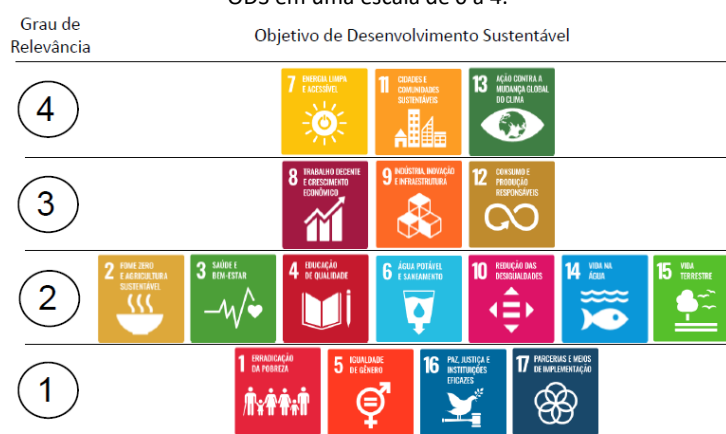 ODS em uma escala de 0 a 4.
Grau de
Relevância
Objetivo de Desenvolvimento Sustentável
4
7 ENERGIA LIMPA
E ACESSÍVEL
11 CIDADES E
COMUNIDADES
SUSTENTÁVEIS
13 AÇÃO CONTRA A
MUDANÇA GLOBAL
DO CLIMA
3
8 TRABALHO DECENTE
E CRESCIMENTO
ECONÔMICO
9 INDÚSTRIA, INOVAÇÃO
E INFRAESTRUTURA
12 CONSUMO E
PRODUÇÃO
RESPONSÁVEIS
2
2 FOME ZERO
E AGRICULTURA
SUSTENTÁVEL
3 SAÚDE E
BEM-ESTAR
4 EDUCAÇÃO
DE QUALIDADE
6 ÁGUA POTÁVEL
E SANEAMENTO
10 REDUÇÃO DAS
DESIGUALDADES
14 VIDA NA
ÁGUA
15 VIDA
TERRESTRE
1
1 ERRADICAÇÃO
DA POBREZA
5 IGUALDADE
DE GÊNERO
16 PAZ, JUSTIÇA E
INSTITUIÇÕES
EFICAZES
17 PARCERIAS E MEIOS
DE IMPLEMENTAÇÃO